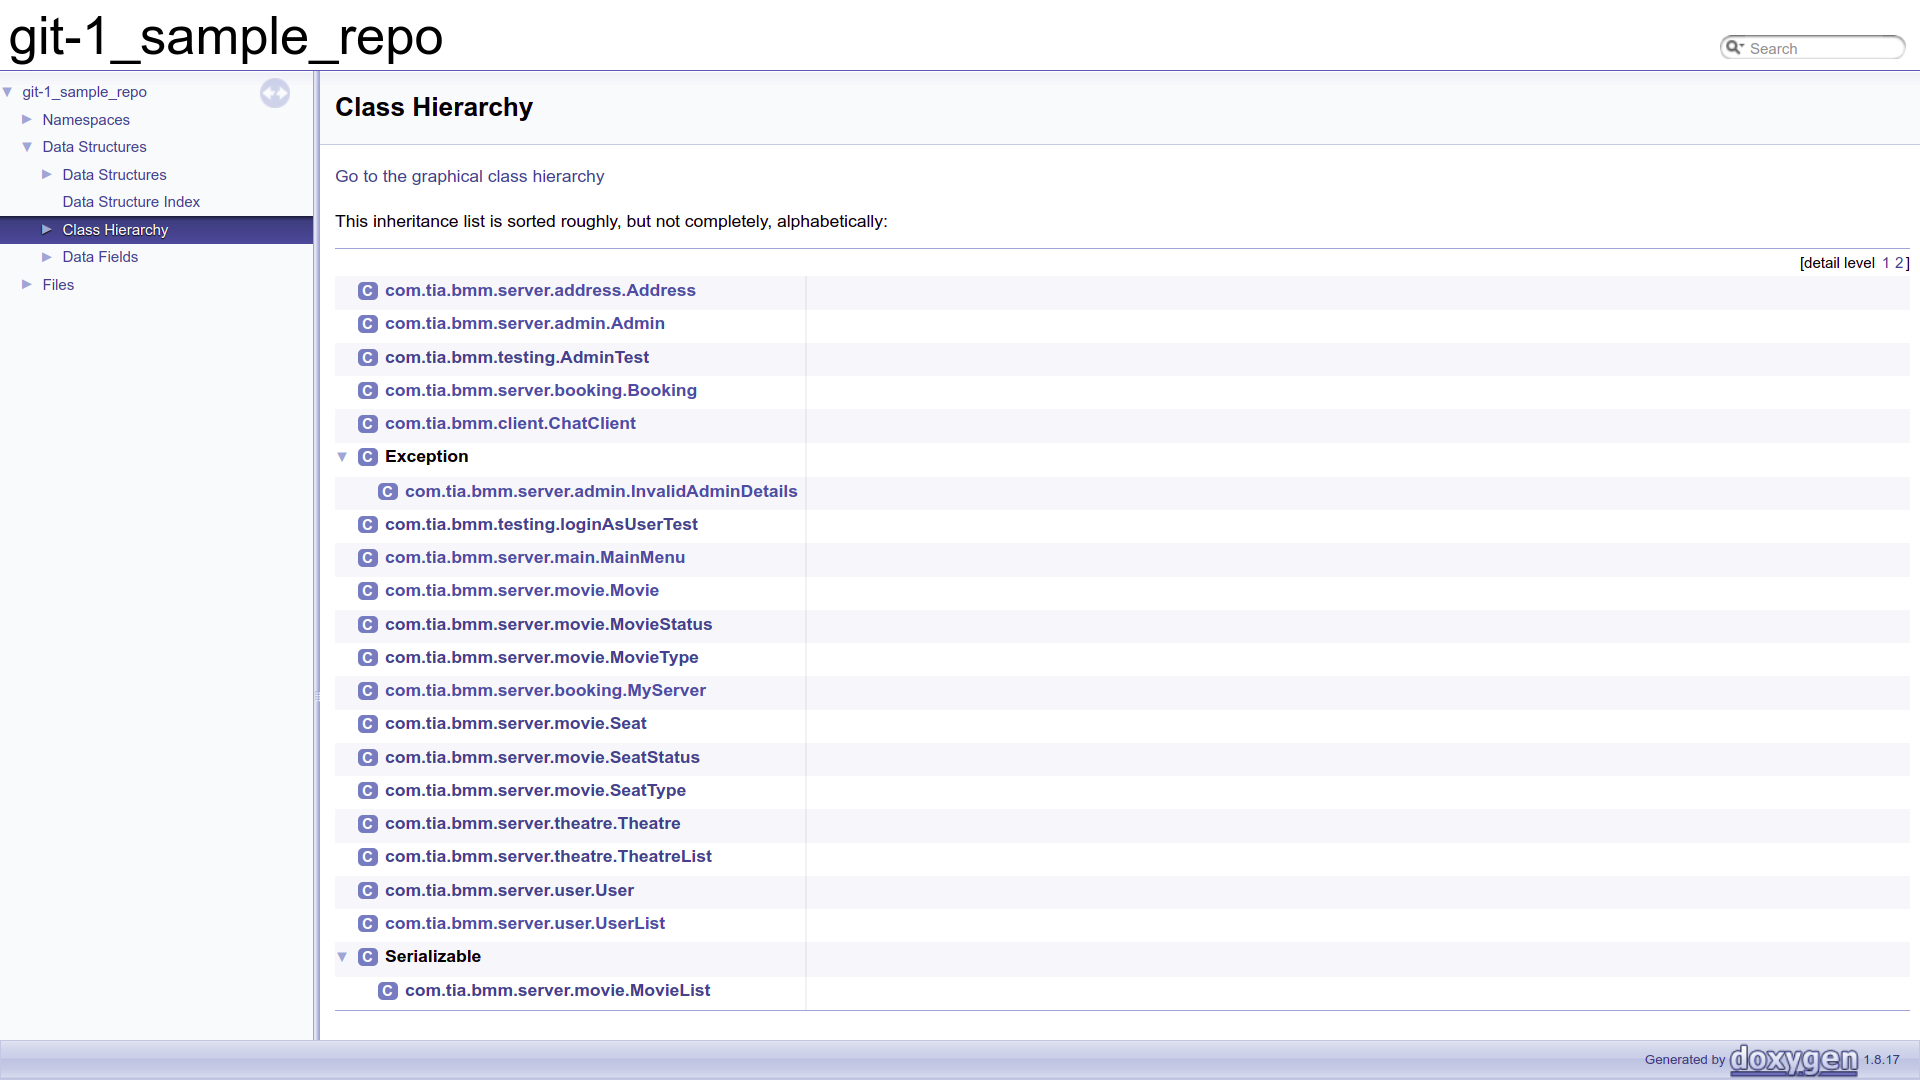 git-1_sample_repo
Search
git-1_sample_repo
Namespaces
Data Structures
Data Structures
Data Structure Index
Class Hierarchy
Data Fields
Files
Class Hierarchy
Go to the graphical class hierarchy
This inheritance list is sorted roughly, but not completely, alphabetically:
[detail level 1 2]
C com.tia.bmm.server.address.Address
C com.tia.bmm.server.admin.Admin
C com.tia.bmm.testing.AdminTest
C com.tia.bmm.server.booking.Booking
C com.tia.bmm.client.ChatClient
C Exception
C com.tia.bmm.server.admin.InvalidAdminDetails
C com.tia.bmm.testing.loginAsUserTest
C com.tia.bmm.server.main.MainMenu
C com.tia.bmm.server.movie.Movie
C com.tia.bmm.server.movie.MovieStatus
C com.tia.bmm.server.movie.MovieType
C com.tia.bmm.server.booking.MyServer
C com.tia.bmm.server.movie.Seat
C com.tia.bmm.server.movie.SeatStatus
C com.tia.bmm.server.movie.SeatType
C com.tia.bmm.server.theatre.Theatre
C com.tia.bmm.server.theatre.TheatreList
C com.tia.bmm.server.user.User
C com.tia.bmm.server.user.UserList
C Serializable
C com.tia.bmm.server.movie.MovieList
Generated by doxygen 1.8.17